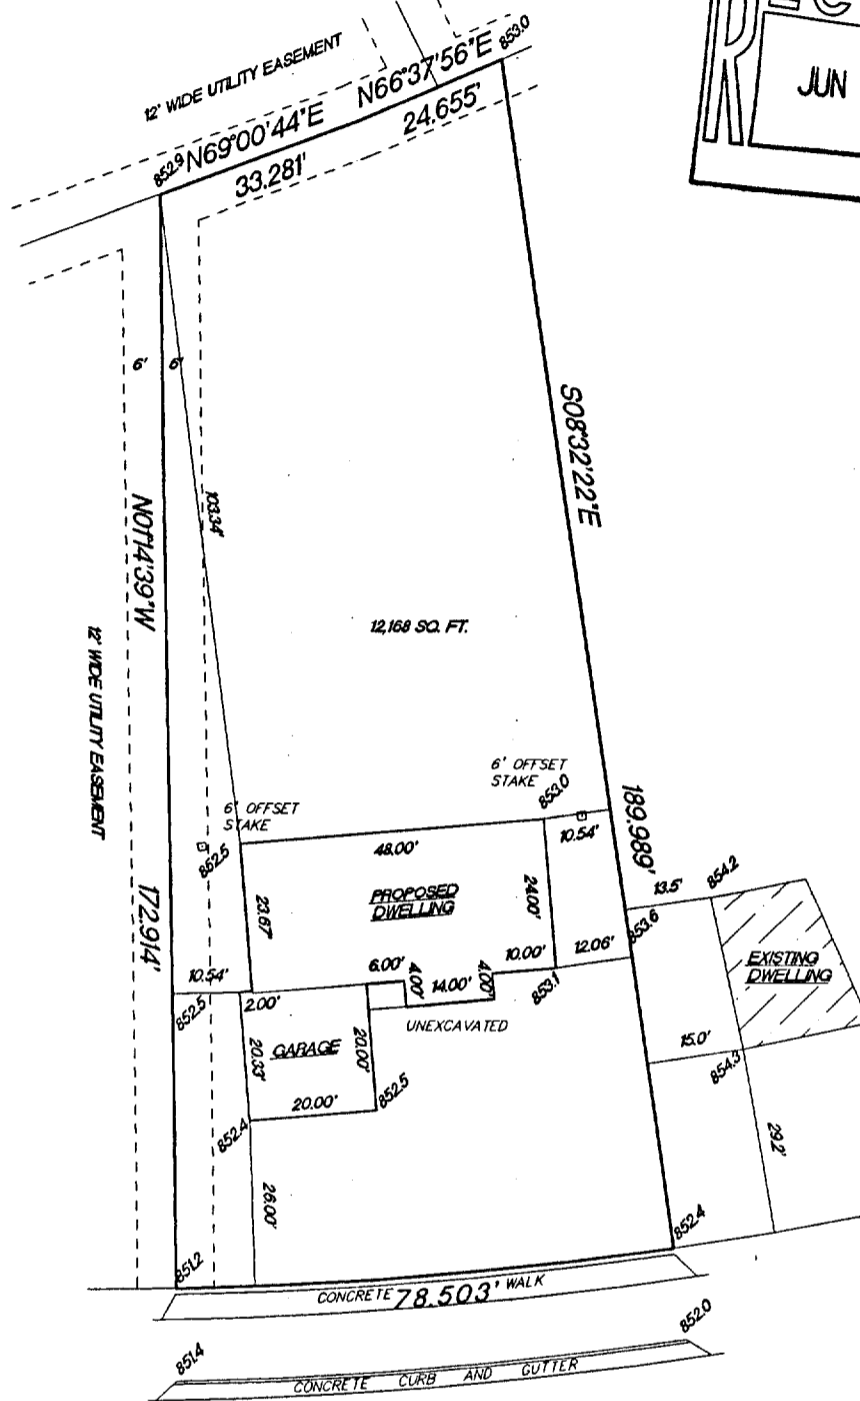 JUN
12' WIDE UTILITY EASEMENT
N66°37'56"E
853.0
24.655'
852.9
N69°00'44"E
33.281'
6'
6'
S08°32'22"E
103.34'
N01°14'39"W
12,168 SQ. FT.
12' WIDE UTILITY EASEMENT
6' OFFSET
STAKE
853.0
6' OFFSET
STAKE
852.5
48.00'
10.54'
189.989'
172.914'
23.67'
PROPOSED
DWELLING
24.00'
13.5'
854.2
853.6
EXISTING
DWELLING
10.54'
852.5
2.00'
6.00'
4.00'
14.00'
4.00'
10.00'
12.06'
853.1
UNEXCAVATED
GARAGE
20.33'
20.00'
20.00'
852.5
852.4
15.0'
854.3
29.2'
26.00'
852.4
851.2
CONCRETE 78.503' WALK
852.0
851.4
CONCRETE CURB AND GUTTER